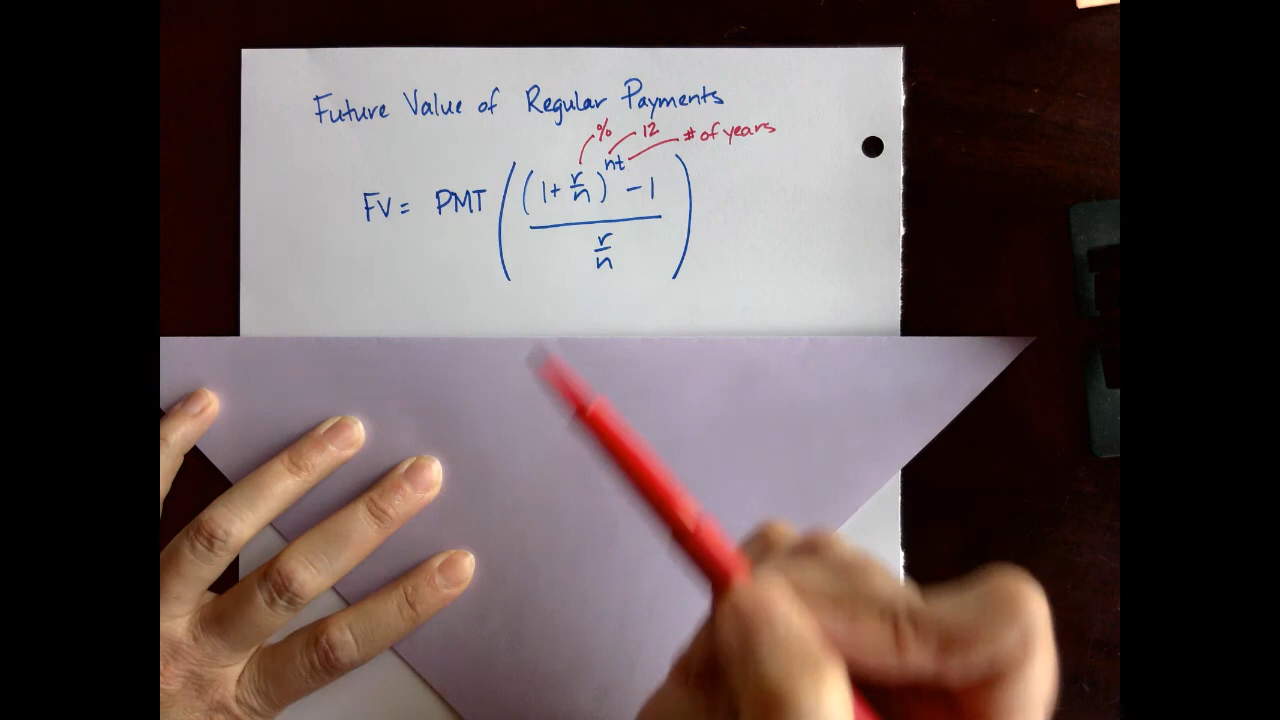 Future Value of Regular Payments
% 12 # of years
FV = PMT ( (1 + r/n)^nt - 1 / r/n )